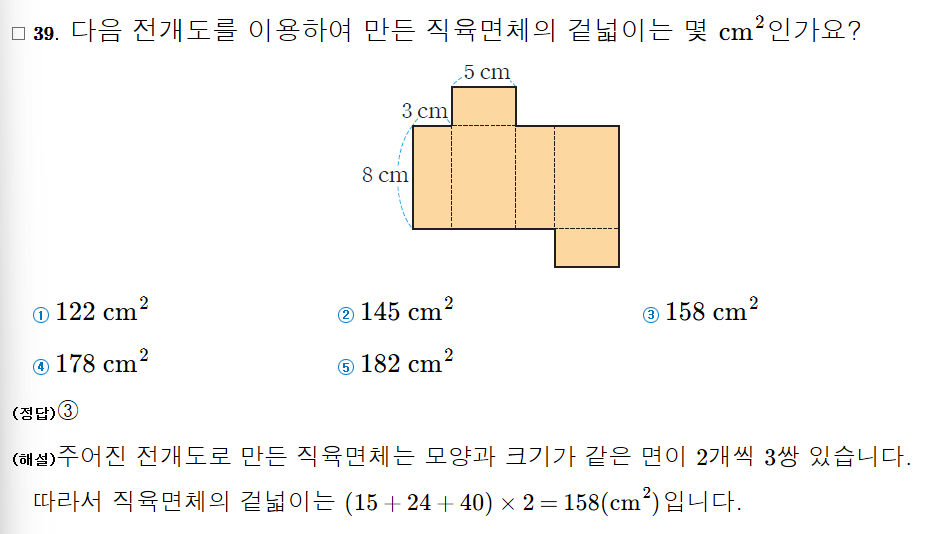 □ 39. 다음 전개도를 이용하여 만든 직육면체의 겉넓이는 몇 cm²인가요?
5 cm
3 cm
8 cm
① 122 cm² ② 145 cm² ③ 158 cm²
④ 178 cm² ⑤ 182 cm²
(정답)③
(해설)주어진 전개도로 만든 직육면체는 모양과 크기가 같은 면이 2개씩 3쌍 있습니다.
따라서 직육면체의 겉넓이는 (15 + 24 + 40) × 2 = 158(cm²)입니다.